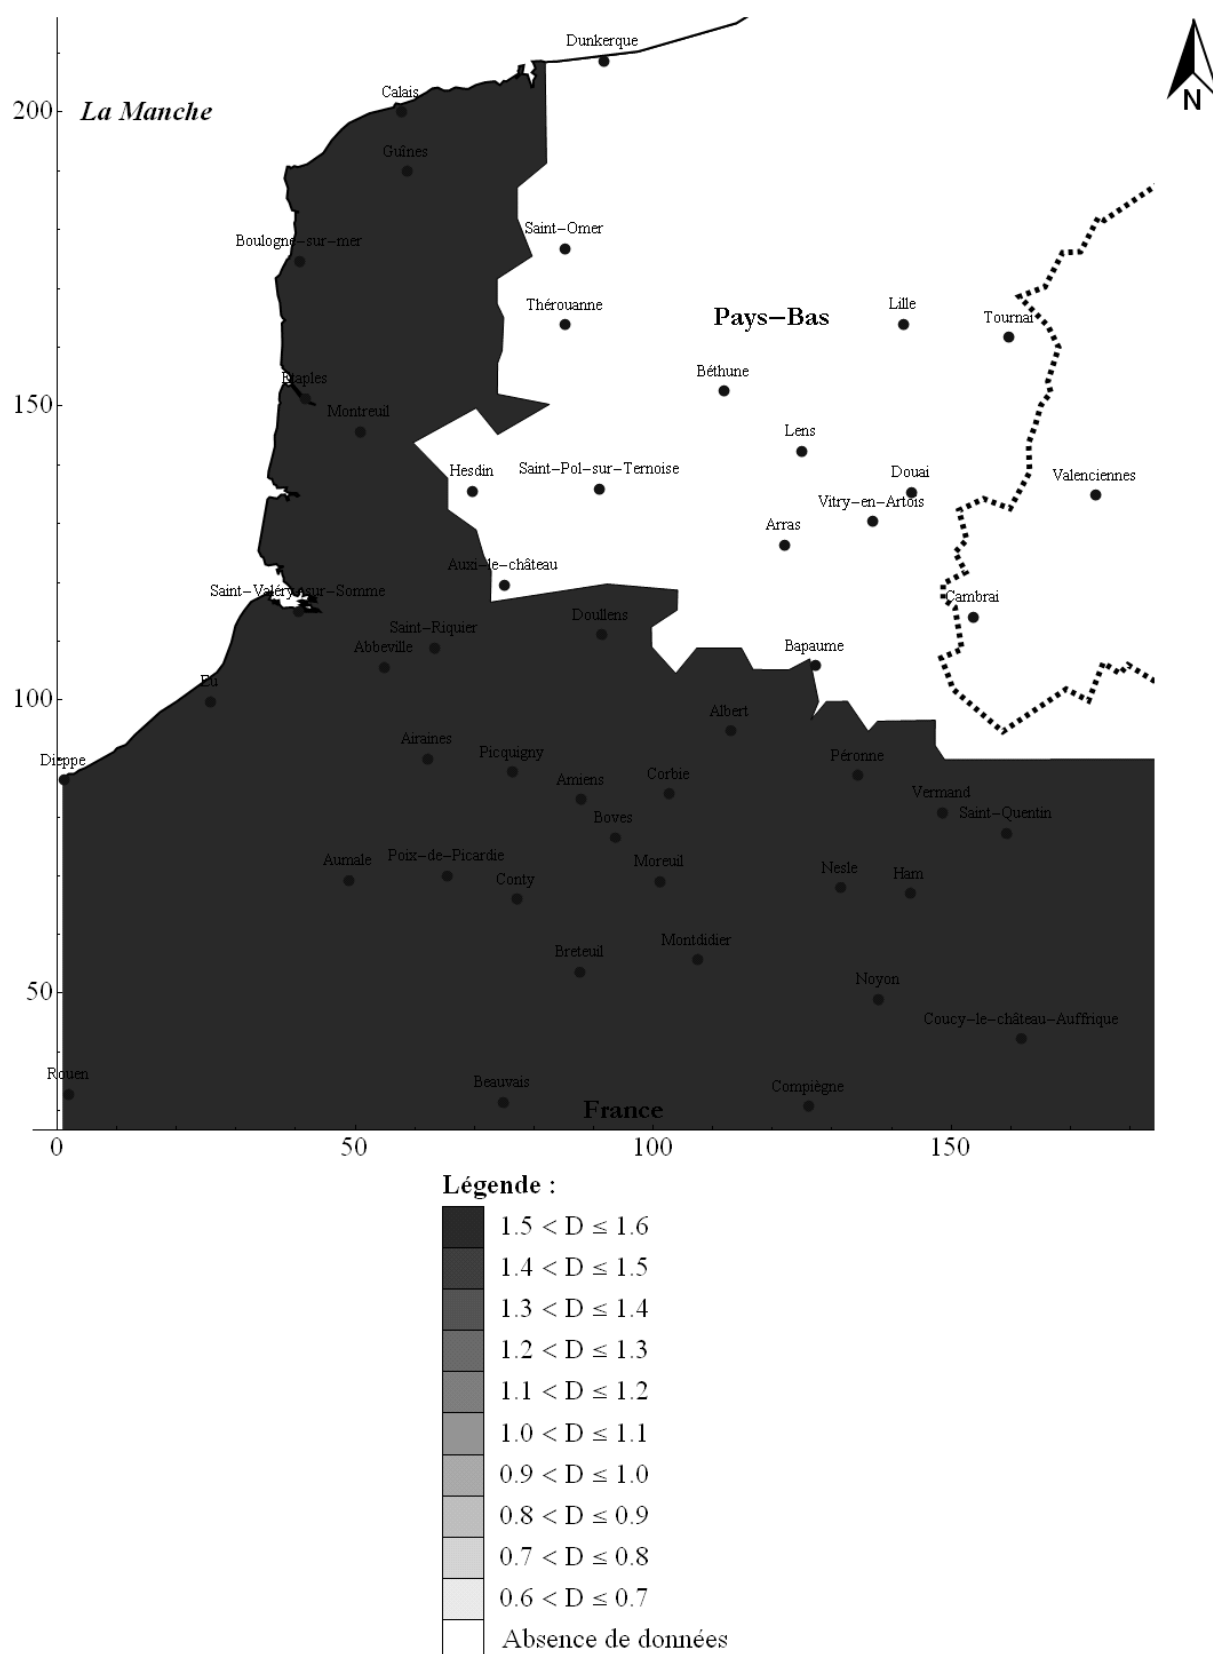 Dunkerque
N
Calais
200
La Manche
Guînes
Saint-Omer
Boulogne-sur-mer
Thérouanne
Lille
Pays-Bas
Tournai
Béthune
Etaples
150
Montreuil
Lens
Hesdin
Saint-Pol-sur-Ternoise
Douai
Valenciennes
Vitry-en-Artois
Arras
Auxi-le-château
Saint-Valéry-sur-Somme
Cambrai
Doullens
Saint-Riquier
Abbeville
Bapaume
Eu
100
Albert
Airaines
Picquigny
Péronne
Dieppe
Corbie
Amiens
Vermand
Saint-Quentin
Boves
Aumale
Poix-de-Picardie
Moreuil
Nesle
Ham
Conty
Breteuil
Montdidier
Noyon
50
Coucy-le-château-Auffrique
Rouen
Beauvais
Compiègne
France
0 50 100 150
Légende :
1.5 < D ≤ 1.6
1.4 < D ≤ 1.5
1.3 < D ≤ 1.4
1.2 < D ≤ 1.3
1.1 < D ≤ 1.2
1.0 < D ≤ 1.1
0.9 < D ≤ 1.0
0.8 < D ≤ 0.9
0.7 < D ≤ 0.8
0.6 < D ≤ 0.7
Absence de données